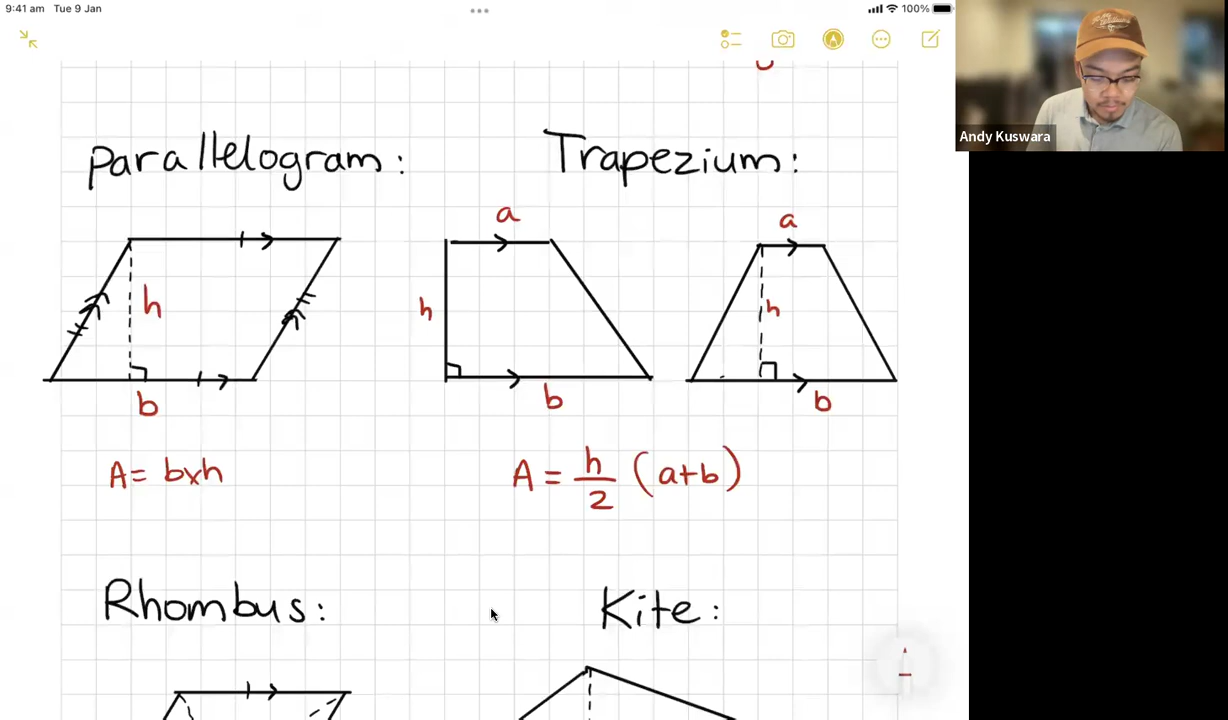 9:41 am Tue 9 Jan
100%
Andy Kuswara
Parallelogram:
Trapezium:
a
a
h
h
h
b
b
b
A = b x h
A = h/2 (a+b)
Rhombus:
Kite: